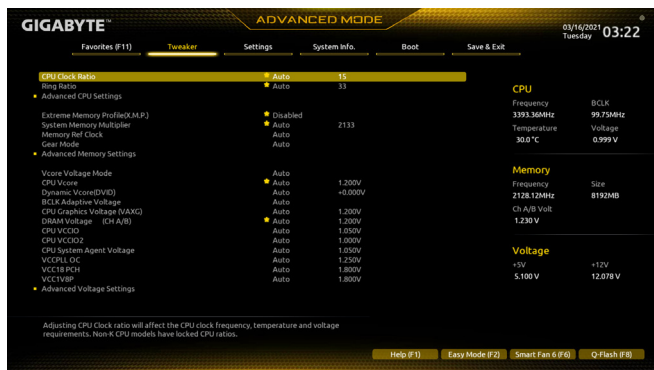 GIGABYTE™
ADVANCED MODE
03/16/2021
Tuesday
03:22
Favorites (F11) Tweaker Settings System Info. Boot Save & Exit
CPU Clock Ratio Auto 15
Ring Ratio Auto 33
Advanced CPU Settings
Extreme Memory Profile(X.M.P.) Disabled
System Memory Multiplier Auto 2133
Memory Ref Clock Auto
Gear Mode Auto
Advanced Memory Settings
Vcore Voltage Mode Auto
CPU Vcore Auto 1.200V
Dynamic Vcore(DVID) Auto +0.000V
BCLK Adaptive Voltage Auto
CPU Graphics Voltage (VAXG) Auto 1.200V
DRAM Voltage (CH A/B) Auto 1.200V
CPU VCCIO Auto 1.050V
CPU VCCIO2 Auto 1.000V
CPU System Agent Voltage Auto 1.050V
VCCPLL OC Auto 1.250V
VCC18 PCH Auto 1.800V
VCC1V8P Auto 1.800V
Advanced Voltage Settings
CPU
Frequency BCLK
3393.36MHz 99.75MHz
Temperature Voltage
30.0 °C 0.999 V
Memory
Frequency Size
2128.12MHz 8192MB
Ch A/B Volt
1.230 V
Voltage
+5V +12V
5.100 V 12.078 V
Adjusting CPU Clock ratio will affect the CPU clock frequency, temperature and voltage
requirements. Non-K CPU models have locked CPU ratios.
Help (F1) Easy Mode (F2) Smart Fan 6 (F6) Q-Flash (F8)